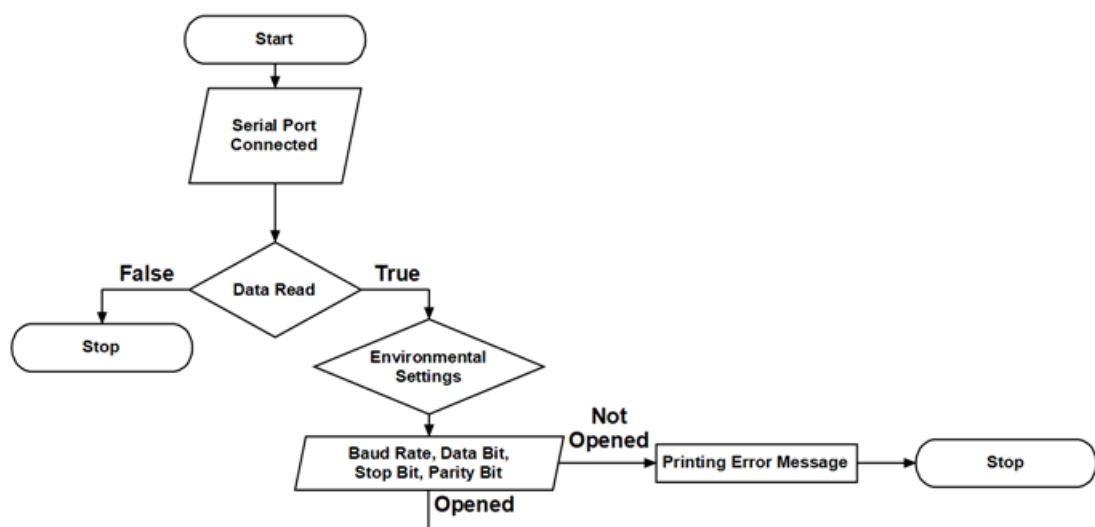 Start
Serial Port
Connected
False
True
Data Read
Stop
Environmental
Settings
Not
Opened
Baud Rate, Data Bit,
Stop Bit, Parity Bit
Printing Error Message
Stop
Opened